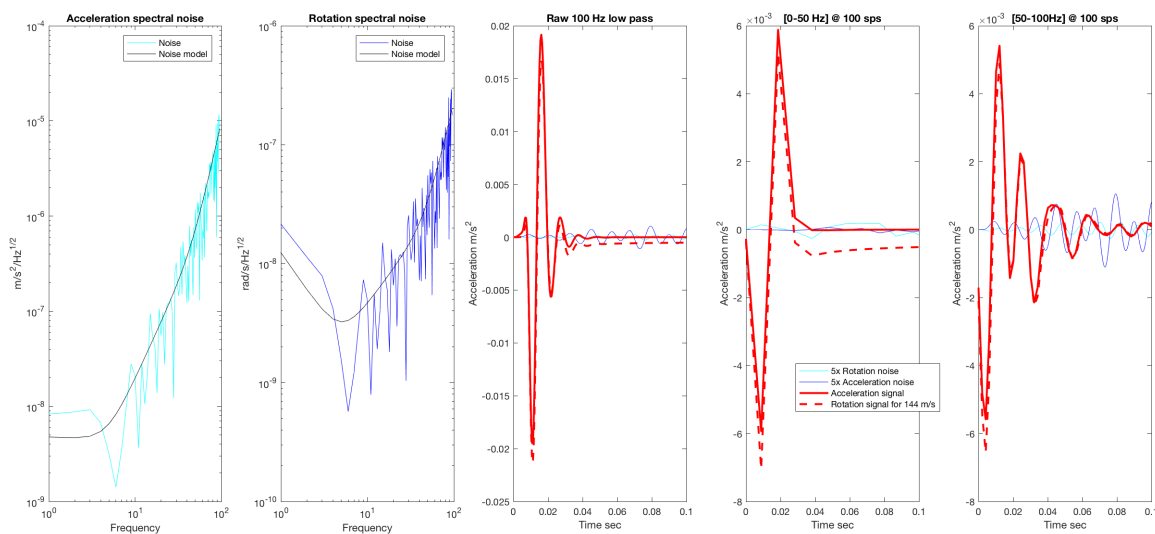 Acceleration spectral noise
10^-4
10^-5
10^-6
10^-7
10^-8
10^-9
m/s^2/Hz^1/2
Noise
Noise model
10^0
10^1
10^2
Frequency
Rotation spectral noise
10^-6
10^-7
10^-8
10^-9
10^-10
rad/s/Hz^1/2
Noise
Noise model
10^0
10^1
10^2
Frequency
Raw 100 Hz low pass
0.02
0.015
0.01
0.005
0
-0.005
-0.01
-0.015
-0.02
-0.025
Acceleration m/s^2
0 0.02 0.04 0.06 0.08 0.1
Time sec
[0-50 Hz] @ 100 sps
×10^-3
6
4
2
0
-2
-4
-6
-8
Acceleration m/s^2
5x Rotation noise
5x Acceleration noise
Acceleration signal
Rotation signal for 144 m/s
0 0.02 0.04 0.06 0.08 0.1
Time sec
[50-100Hz] @ 100 sps
×10^-3
6
4
2
0
-2
-4
-6
-8
Acceleration m/s^2
0 0.02 0.04 0.06 0.08 0.1
Time sec